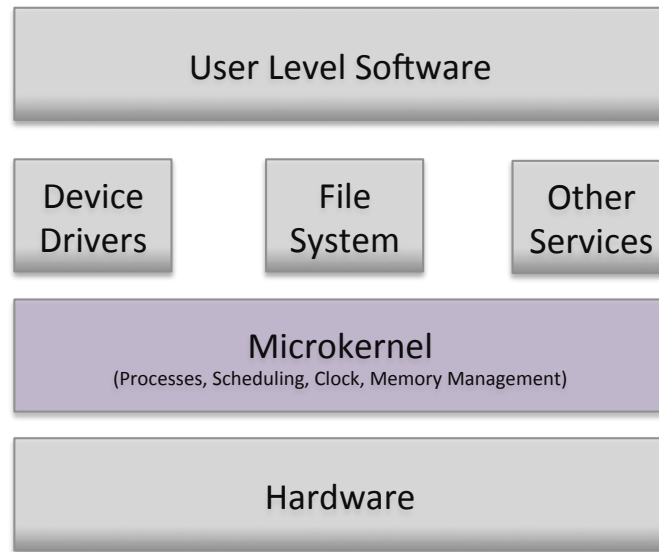 User Level Software
Device
Drivers
File
System
Other
Services
Microkernel
(Processes, Scheduling, Clock, Memory Management)
Hardware